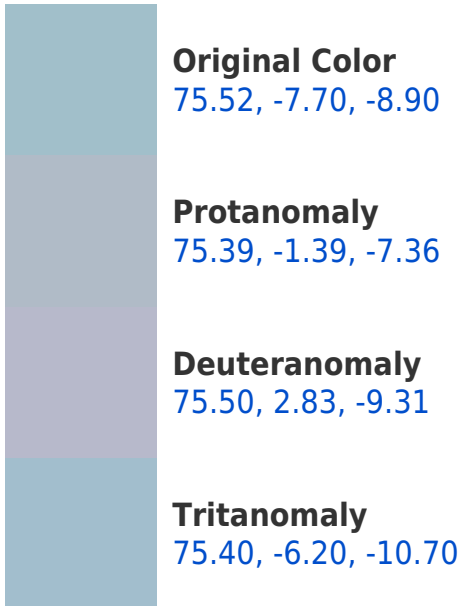 Original Color
75.52, -7.70, -8.90
Protanomaly
75.39, -1.39, -7.36
Deuteranomaly
75.50, 2.83, -9.31
Tritanomaly
75.40, -6.20, -10.70